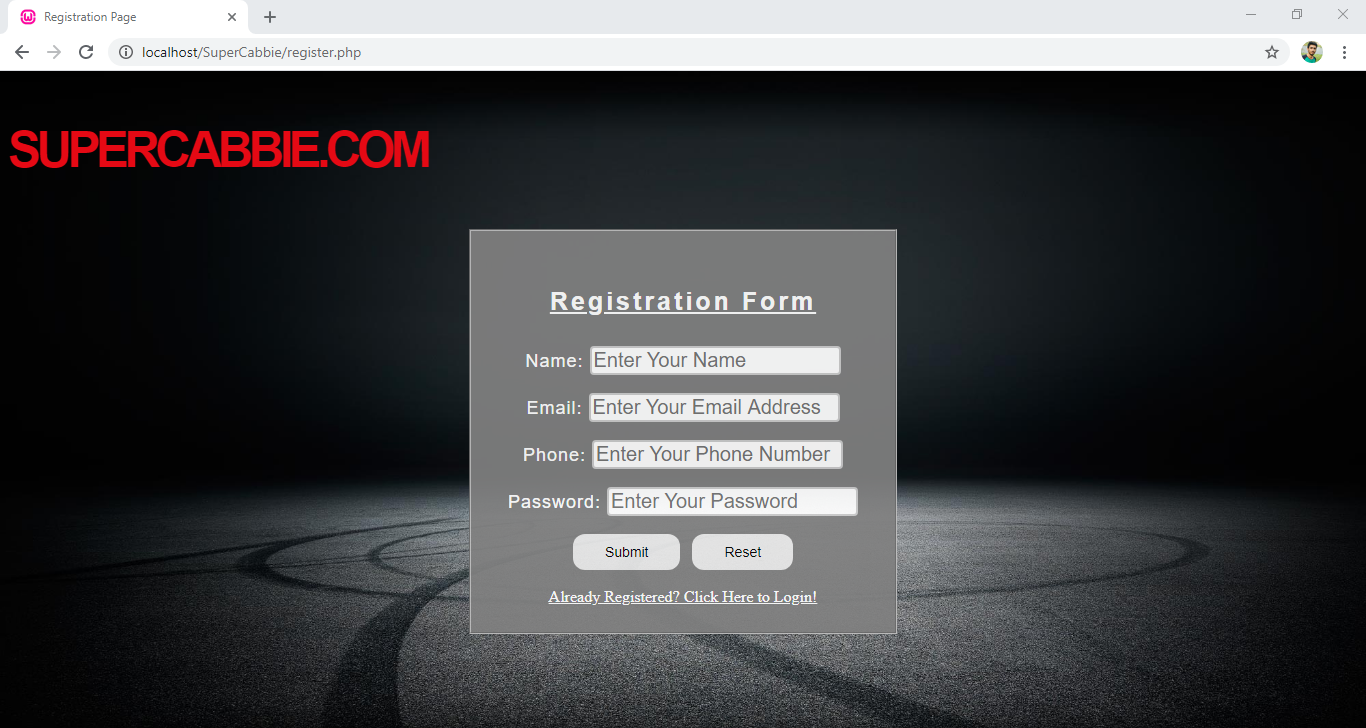 Registration Page
localhost/SuperCabbie/register.php
SUPERCABBIE.COM
Registration Form
Name: Enter Your Name
Email: Enter Your Email Address
Phone: Enter Your Phone Number
Password: Enter Your Password
Submit Reset
Already Registered? Click Here to Login!